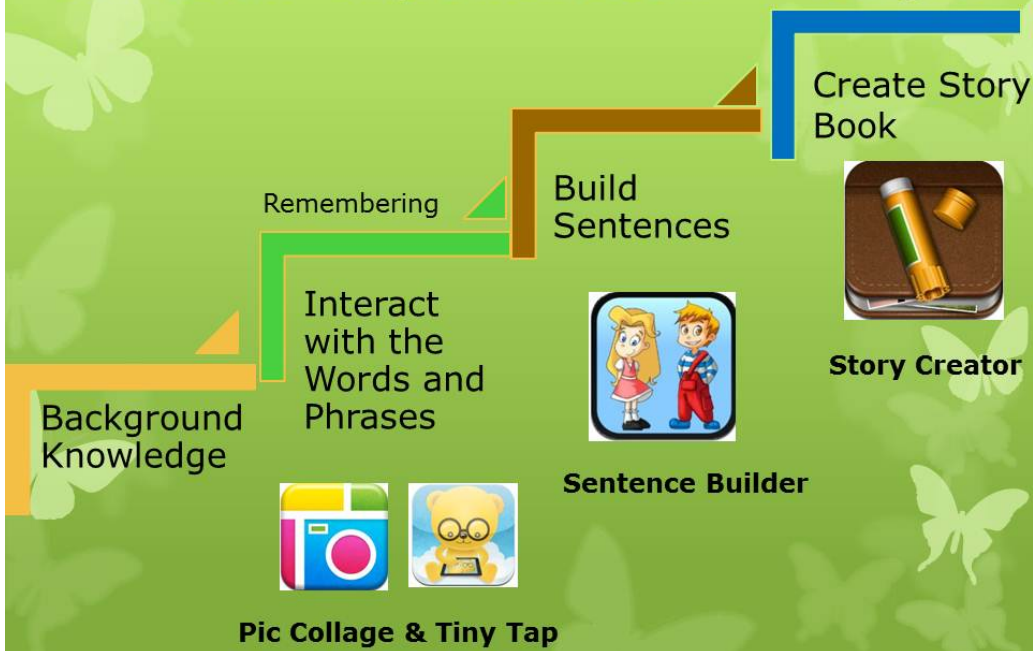 Create Story
Book
Remembering
Build
Sentences
Interact
with the
Words and
Phrases
Story Creator
Background
Knowledge
Sentence Builder
Pic Collage & Tiny Tap